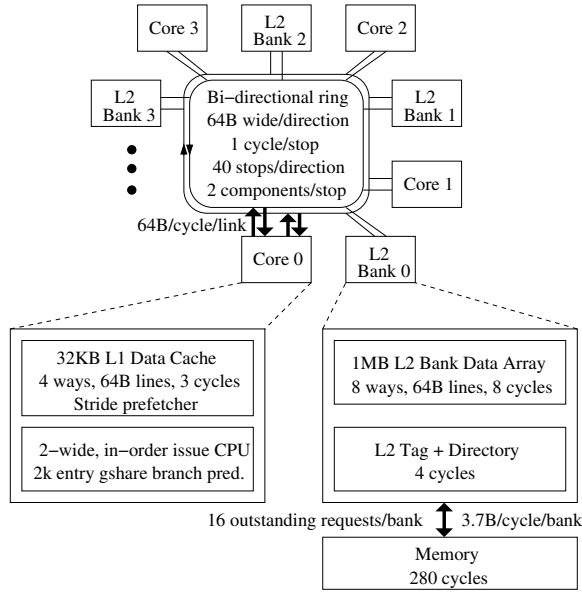 Core 3
L2
Bank 2
Core 2
L2
Bank 3
Bi-directional ring
64B wide/direction
1 cycle/stop
40 stops/direction
2 components/stop
L2
Bank 1
Core 1
64B/cycle/link
Core 0
L2
Bank 0
32KB L1 Data Cache
4 ways, 64B lines, 3 cycles
Stride prefetcher
2-wide, in-order issue CPU
2k entry gshare branch pred.
1MB L2 Bank Data Array
8 ways, 64B lines, 8 cycles
L2 Tag + Directory
4 cycles
16 outstanding requests/bank
3.7B/cycle/bank
Memory
280 cycles